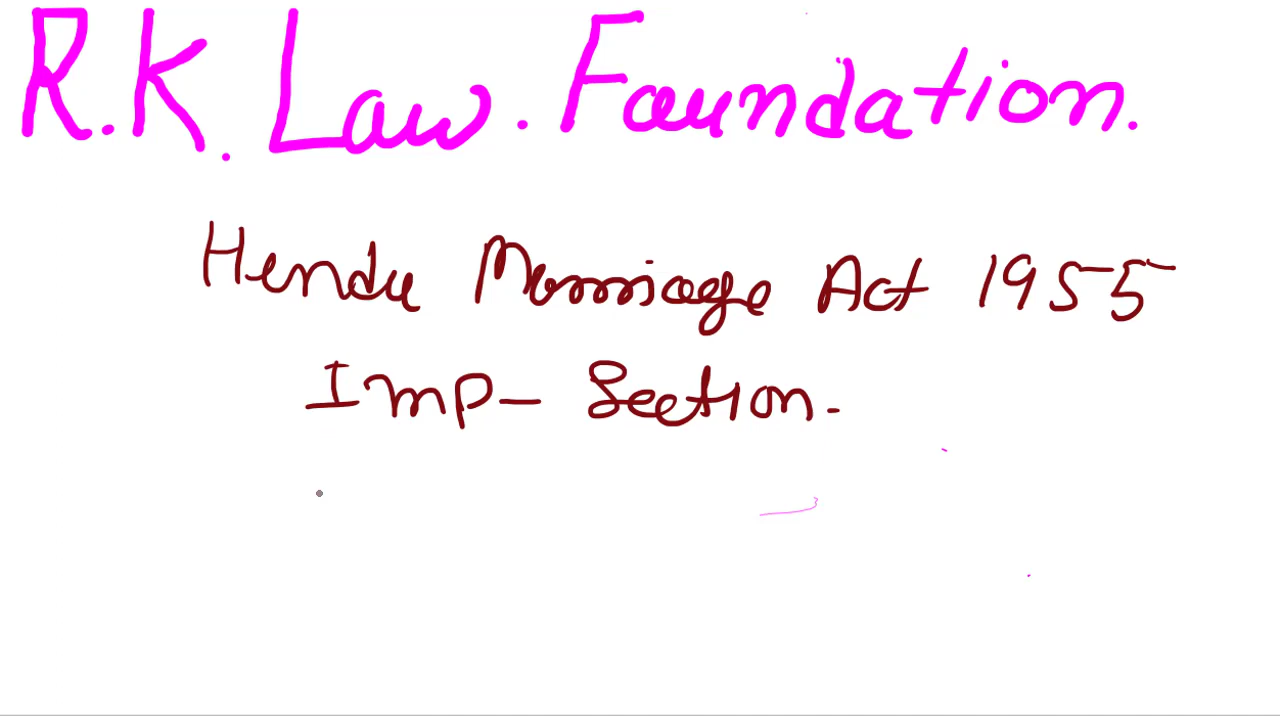 R.K. Law. Foundation.
Hindu Marriage Act 1955
Imp- Section.